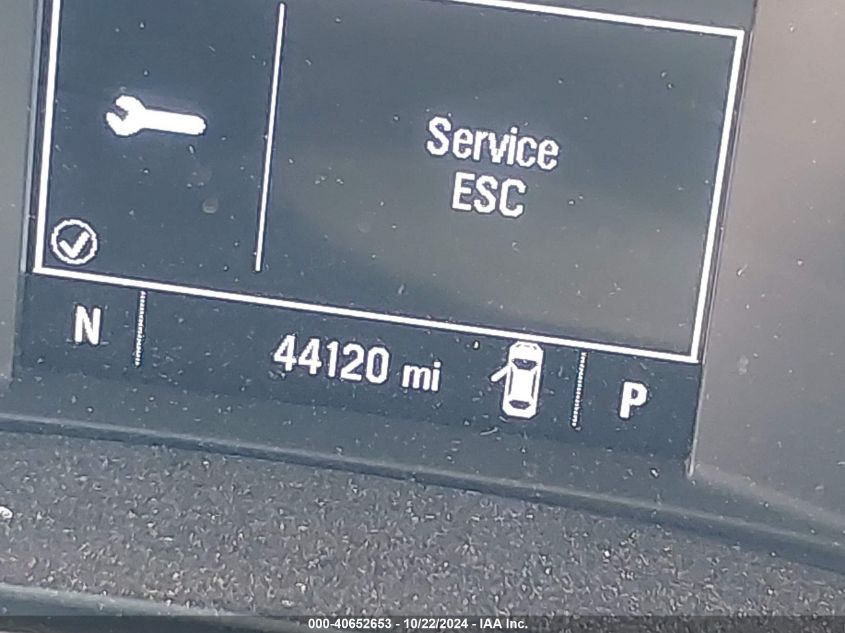 Service
ESC
N
44120 mi
P
000-40652653 - 10/22/2024 - IAA Inc.